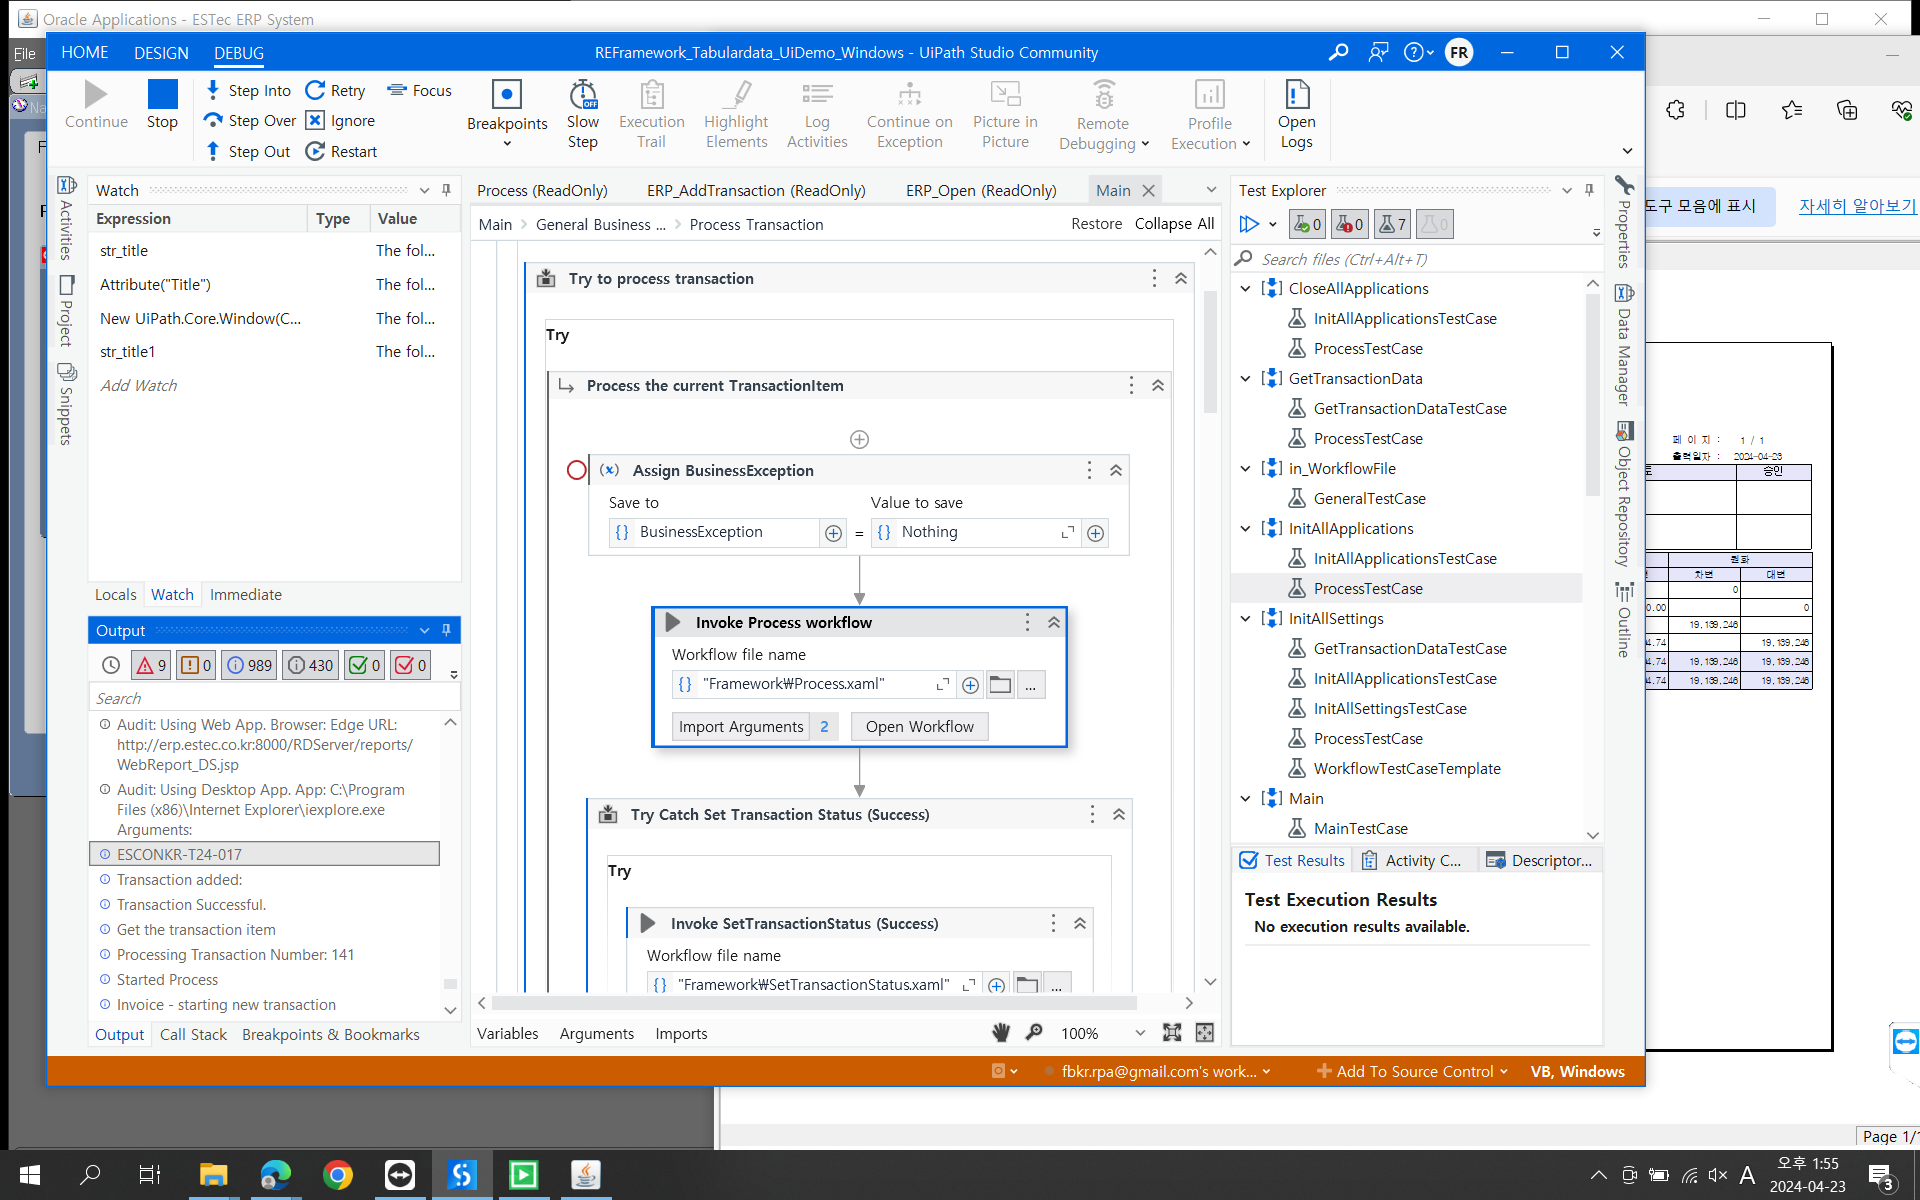 Oracle Applications - ESTec ERP System
File
HOME
DESIGN
DEBUG
REFramework_Tabulardata_UiDemo_Windows - UiPath Studio Community
FR
Continue
Stop
Step Into
Step Over
Step Out
Retry
Ignore
Restart
Focus
Breakpoints
Slow Step
Execution Trail
Highlight Elements
Log Activities
Continue on Exception
Picture in Picture
Remote Debugging
Profile Execution
Open Logs
Activities
Project
Snippets
Watch
Expression Type Value
str_title The fol...
Attribute("Title") The fol...
New UiPath.Core.Window(C... The fol...
str_title1 The fol...
Add Watch
Locals Watch Immediate
Output
9 0 989 430 0 0
Search
Audit: Using Web App. Browser: Edge URL:
http://erp.estec.co.kr:8000/RDServer/reports/
WebReport_DS.jsp
Audit: Using Desktop App. App: C:\Program
Files (x86)\Internet Explorer\iexplore.exe
Arguments:
ESCONKR-T24-017
Transaction added:
Transaction Successful.
Get the transaction item
Processing Transaction Number: 141
Started Process
Invoice - starting new transaction
Output Call Stack Breakpoints & Bookmarks
Process (ReadOnly) ERP_AddTransaction (ReadOnly) ERP_Open (ReadOnly) Main
Main > General Business ... > Process Transaction
Restore Collapse All
Try to process transaction
Try
Process the current TransactionItem
(x) Assign BusinessException
Save to Value to save
{} BusinessException = {} Nothing
Invoke Process workflow
Workflow file name
{} "Framework₩Process.xaml" ...
Import Arguments 2 Open Workflow
Try Catch Set Transaction Status (Success)
Try
Invoke SetTransactionStatus (Success)
Workflow file name
{} "Framework₩SetTransactionStatus.xaml" ...
Variables Arguments Imports
100%
Test Explorer
0 0 7 0
Search files (Ctrl+Alt+T)
CloseAllApplications
InitAllApplicationsTestCase
ProcessTestCase
GetTransactionData
GetTransactionDataTestCase
ProcessTestCase
in_WorkflowFile
GeneralTestCase
InitAllApplications
InitAllApplicationsTestCase
ProcessTestCase
InitAllSettings
GetTransactionDataTestCase
InitAllApplicationsTestCase
InitAllSettingsTestCase
ProcessTestCase
WorkflowTestCaseTemplate
Main
MainTestCase
Test Results Activity C... Descriptor...
Test Execution Results
No execution results available.
Properties
Data Manager
Object Repository
Outline
fbkr.rpa@gmail.com's work...
Add To Source Control
VB, Windows
도구 모음에 표시 자세히 알아보기
페 이 지 : 1 / 1
출력일자 : 2024-04-23
승인
원화
차변 대변
0
0.00 0
19,139,246
4.74 19,139,246
4.74 19,139,246 19,139,246
4.74 19,139,246 19,139,246
Page 1/1
A
오후 1:55
2024-04-23
3